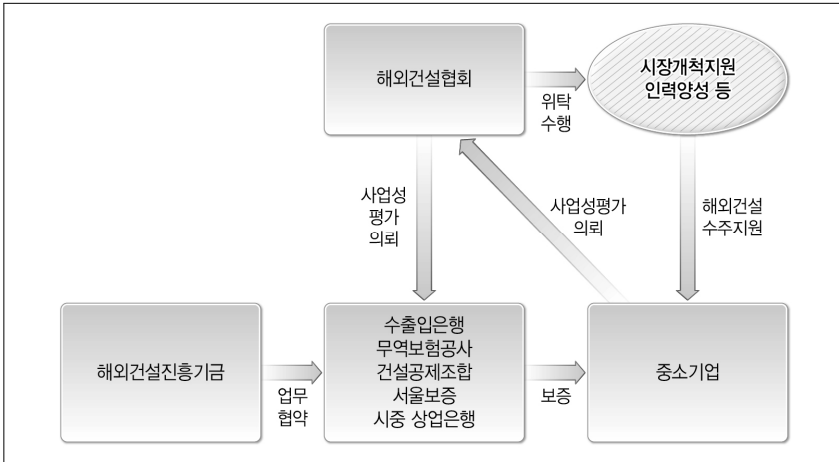 해외건설협회
위탁
수행
시장개척지원
인력양성 등
사업성
평가
의뢰
사업성평가
의뢰
해외건설
수주지원
해외건설진흥기금
업무
협약
수출입은행
무역보험공사
건설공제조합
서울보증
시중 상업은행
보증
중소기업